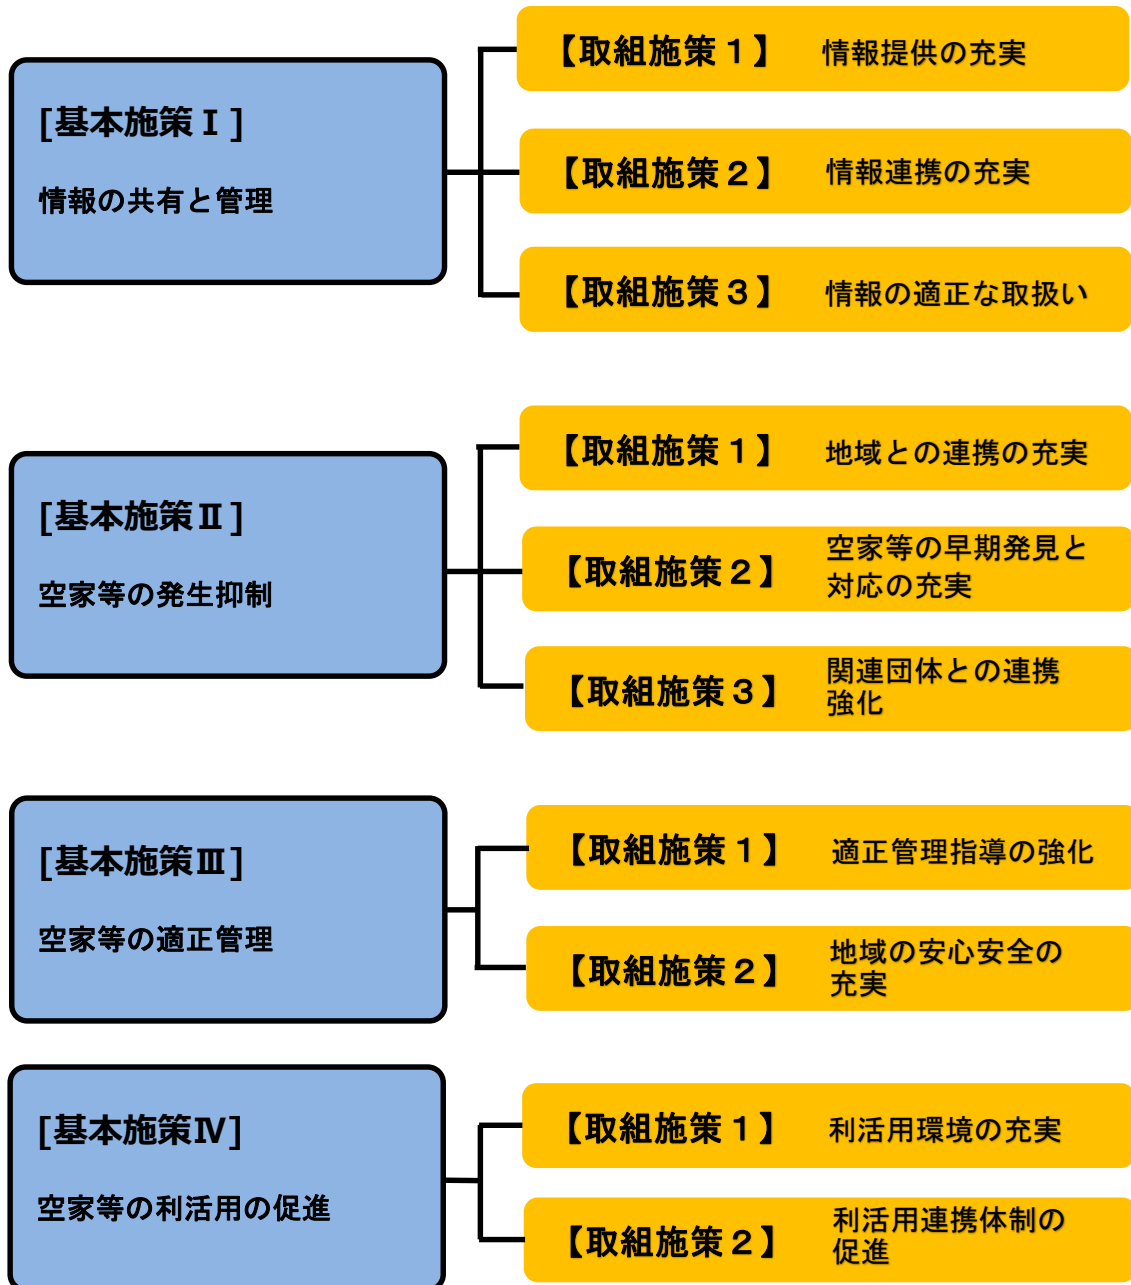 [基本施策Ⅰ]
情報の共有と管理
【取組施策１】 情報提供の充実
【取組施策２】 情報連携の充実
【取組施策３】 情報の適正な取扱い
[基本施策Ⅱ]
空家等の発生抑制
【取組施策１】 地域との連携の充実
【取組施策２】 空家等の早期発見と
対応の充実
【取組施策３】 関連団体との連携
強化
[基本施策Ⅲ]
空家等の適正管理
【取組施策１】 適正管理指導の強化
【取組施策２】 地域の安心安全の
充実
[基本施策Ⅳ]
空家等の利活用の促進
【取組施策１】 利活用環境の充実
【取組施策２】 利活用連携体制の
促進